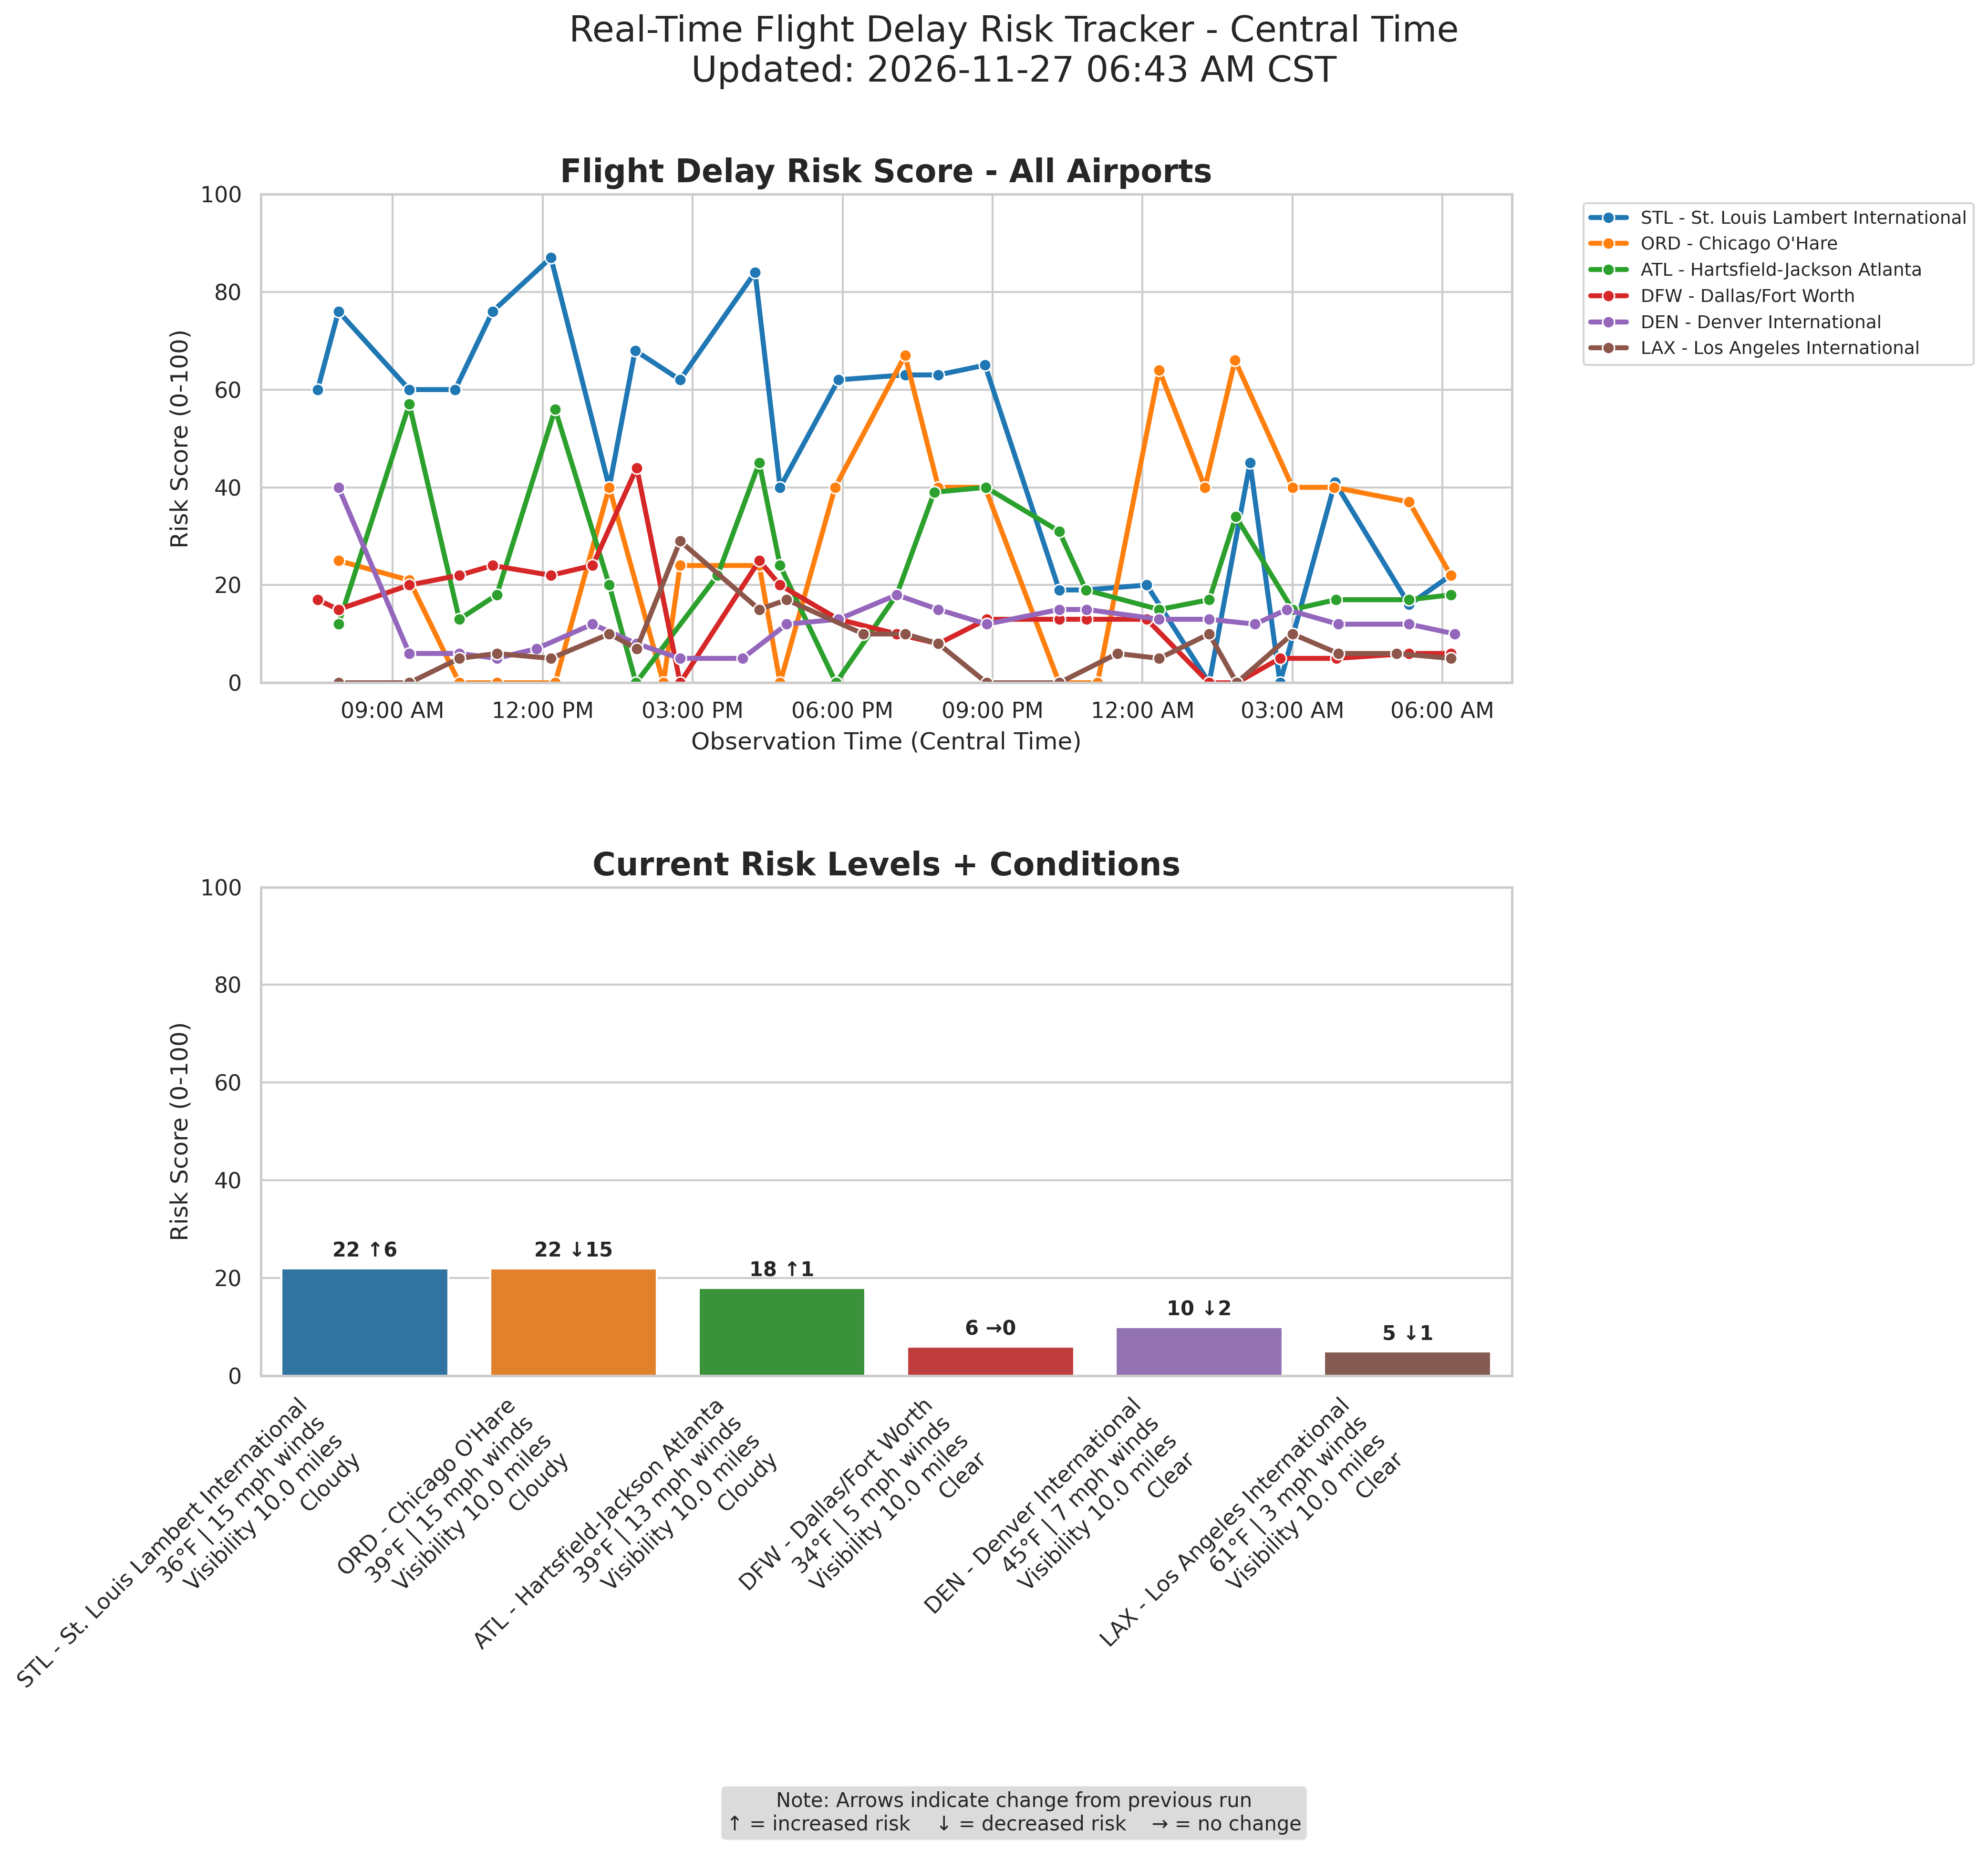 Real-Time Flight Delay Risk Tracker - Central Time
Updated: 2026-11-27 06:43 AM CST
Flight Delay Risk Score - All Airports
100
80
60
40
20
0
Risk Score (0-100)
09:00 AM
12:00 PM
03:00 PM
06:00 PM
09:00 PM
12:00 AM
03:00 AM
06:00 AM
Observation Time (Central Time)
STL - St. Louis Lambert International
ORD - Chicago O'Hare
ATL - Hartsfield-Jackson Atlanta
DFW - Dallas/Fort Worth
DEN - Denver International
LAX - Los Angeles International
Current Risk Levels + Conditions
100
80
60
40
20
0
Risk Score (0-100)
22 ↑6
22 ↓15
18 ↑1
6 →0
10 ↓2
5 ↓1
STL - St. Louis Lambert International
36°F | 15 mph winds
Visibility 10.0 miles
Cloudy
ORD - Chicago O'Hare
39°F | 15 mph winds
Visibility 10.0 miles
Cloudy
ATL - Hartsfield-Jackson Atlanta
39°F | 13 mph winds
Visibility 10.0 miles
Cloudy
DFW - Dallas/Fort Worth
34°F | 5 mph winds
Visibility 10.0 miles
Clear
DEN - Denver International
45°F | 7 mph winds
Visibility 10.0 miles
Clear
LAX - Los Angeles International
61°F | 3 mph winds
Visibility 10.0 miles
Clear
Note: Arrows indicate change from previous run
↑ = increased risk ↓ = decreased risk → = no change